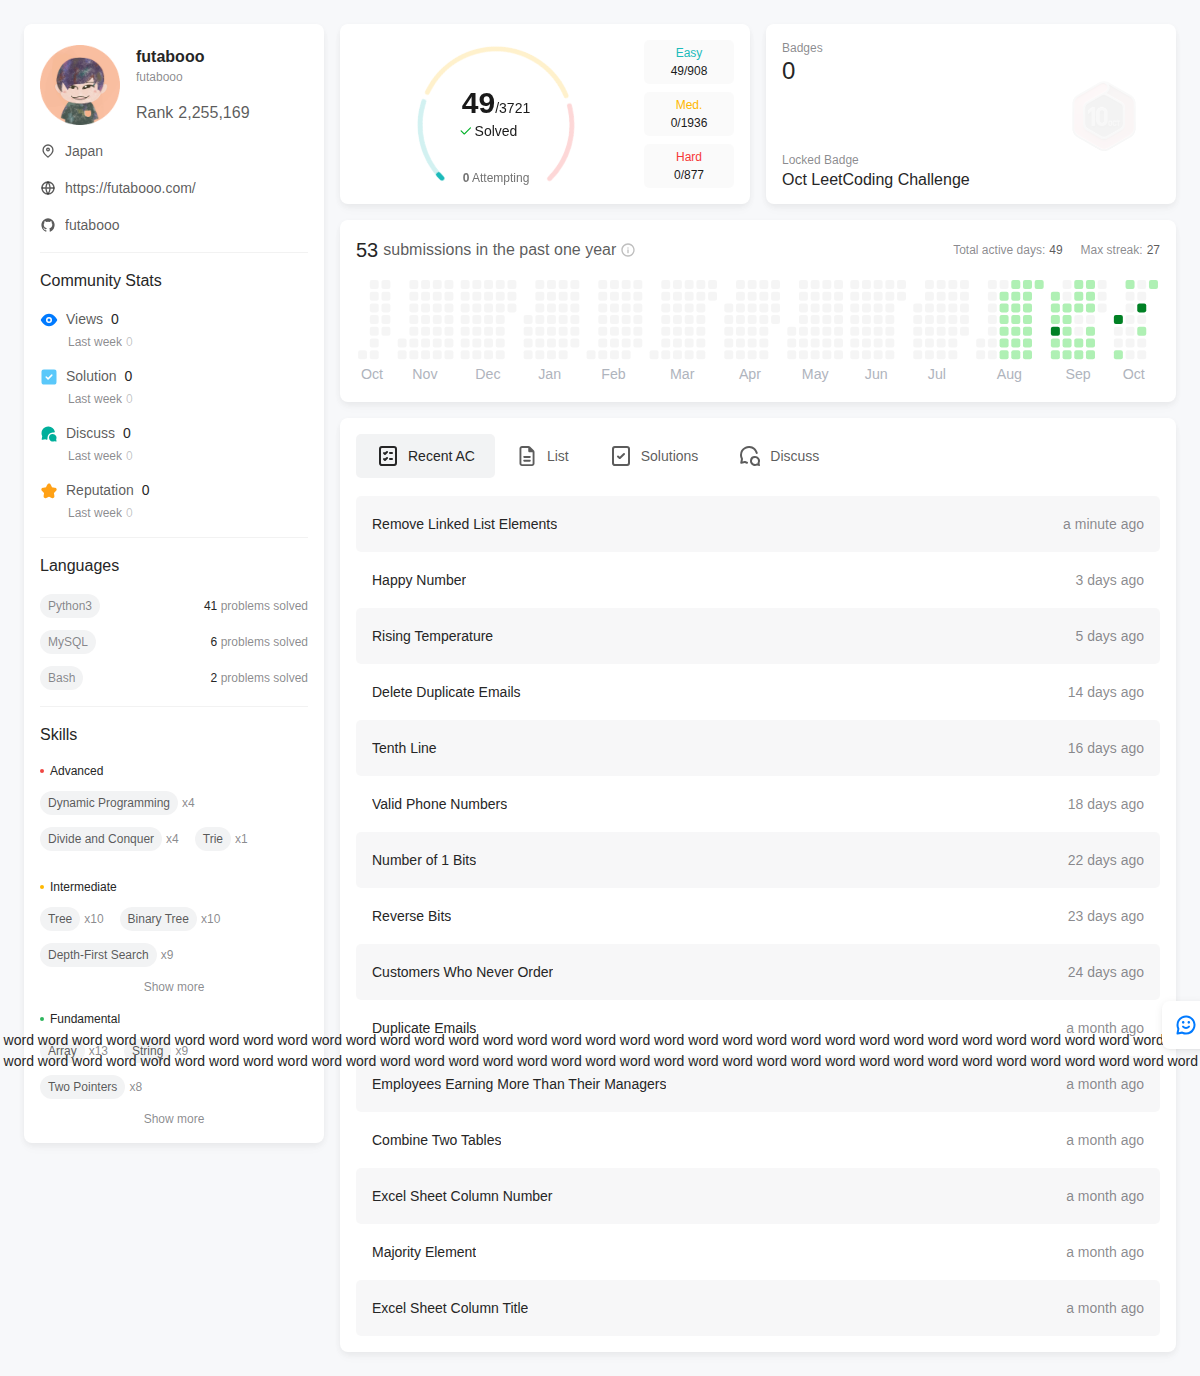 futabooo
futabooo
Rank 2,255,169
Japan
https://futabooo.com/
futabooo
Community Stats
Views 0
Last week 0
Solution 0
Last week 0
Discuss 0
Last week 0
Reputation 0
Last week 0
Languages
Python3 41 problems solved
MySQL 6 problems solved
Bash 2 problems solved
Skills
Advanced
Dynamic Programming x4
Divide and Conquer x4 Trie x1
Intermediate
Tree x10 Binary Tree x10
Depth-First Search x9
Show more
Fundamental
Array x13 String x9
Two Pointers x8
Show more
49/3721
Solved
0 Attempting
Easy
49/908
Med.
0/1936
Hard
0/877
Badges
0
Locked Badge
Oct LeetCoding Challenge
53 submissions in the past one year
Total active days: 49 Max streak: 27
Oct Nov Dec Jan Feb Mar Apr May Jun Jul Aug Sep Oct
Recent AC List Solutions Discuss
Remove Linked List Elements a minute ago
Happy Number 3 days ago
Rising Temperature 5 days ago
Delete Duplicate Emails 14 days ago
Tenth Line 16 days ago
Valid Phone Numbers 18 days ago
Number of 1 Bits 22 days ago
Reverse Bits 23 days ago
Customers Who Never Order 24 days ago
Duplicate Emails a month ago
word word word word word word word word word word word word word word word word word word word word word word word word word word word word word word word word word word
word word word word word word word word word word word word word word word word word word word word word word word word word word word word word word word word word word word
Employees Earning More Than Their Managers a month ago
Combine Two Tables a month ago
Excel Sheet Column Number a month ago
Majority Element a month ago
Excel Sheet Column Title a month ago